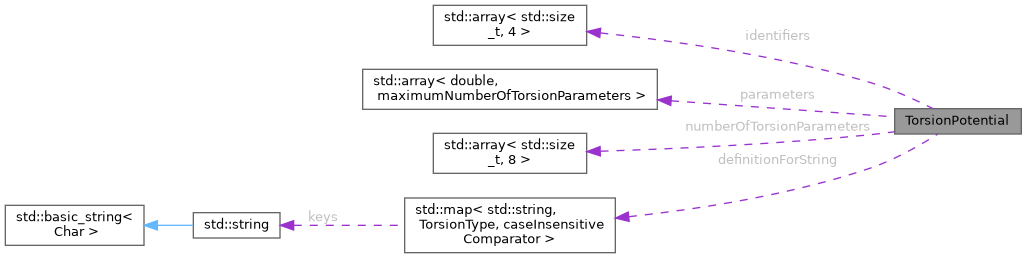 std::array< std::size
_t, 4 >
identifiers
std::array< double,
maximumNumberOfTorsionParameters >
parameters
TorsionPotential
numberOfTorsionParameters
std::array< std::size
_t, 8 >
definitionForString
std::basic_string<
Char >
std::string
keys
std::map< std::string,
TorsionType, caseInsensitive
Comparator >